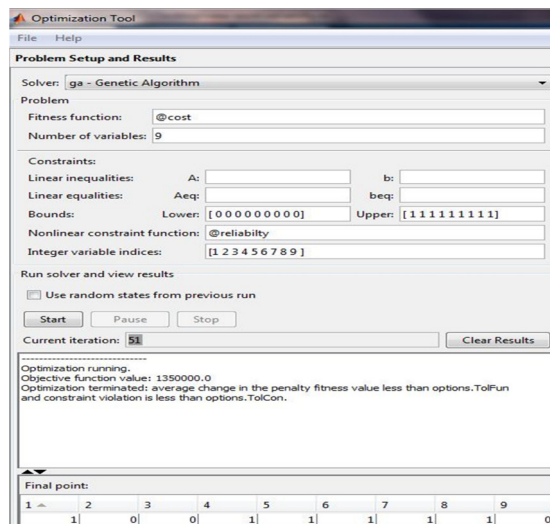 Optimization Tool
File Help
Problem Setup and Results
Solver: ga - Genetic Algorithm
Problem
Fitness function: @cost
Number of variables: 9
Constraints:
Linear inequalities: A: b:
Linear equalities: Aeq: beq:
Bounds: Lower: [0 0 0 0 0 0 0 0 0] Upper: [1 1 1 1 1 1 1 1 1]
Nonlinear constraint function: @reliabilty
Integer variable indices: [1 2 3 4 5 6 7 8 9 ]
Run solver and view results
Use random states from previous run
Start Pause Stop
Current iteration: 51 Clear Results
----------------------------
Optimization running.
Objective function value: 1350000.0
Optimization terminated: average change in the penalty fitness value less than options.TolFun
and constraint violation is less than options.TolCon.
Final point:
1 2 3 4 5 6 7 8 9
1 0 0 1 1 1 1 1 0